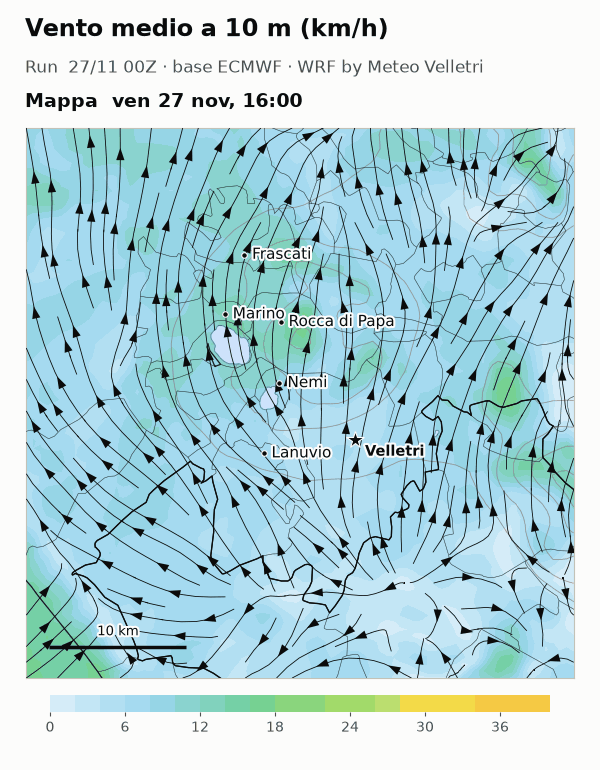 Vento medio a 10 m (km/h)
Run  27/11 00Z · base ECMWF · WRF by Meteo Velletri
Mappa  ven 27 nov, 16:00
Frascati
Marino
Rocca di Papa
Nemi
Lanuvio
Velletri
10 km
0 6 12 18 24 30 36